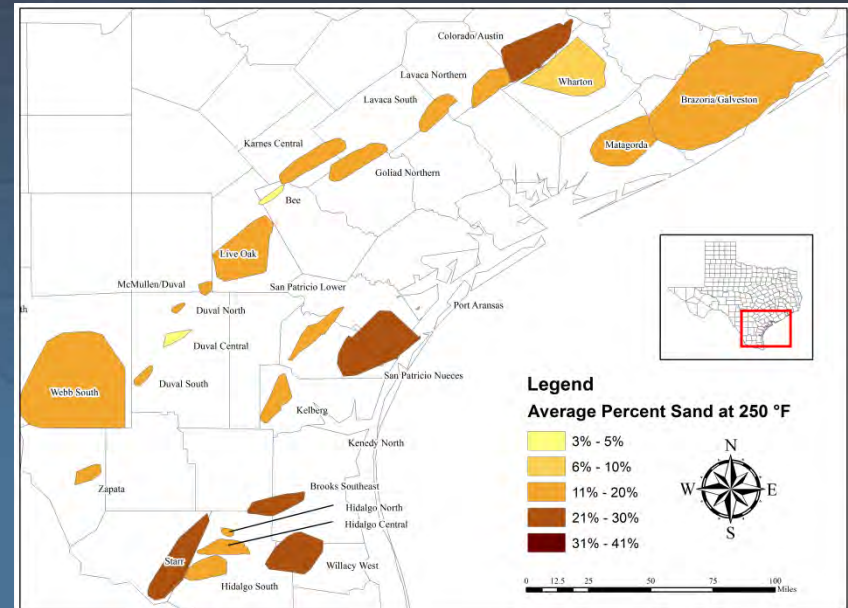 Colorado/Austin
Lavaca Northern
Wharton
Lavaca South
Brazoria/Galveston
Karnes Central
Matagorda
Goliad Northern
Bee
Live Oak
McMullen/Duval
San Patricio Lower
Duval North
Port Aransas
Duval Central
San Patricio Nueces
Duval South
Webb South
Kelberg
Kenedy North
Zapata
Brooks Southeast
Hidalgo North
Hidalgo Central
Starr
Willacy West
Hidalgo South
Legend
Average Percent Sand at 250 °F
3% - 5%
6% - 10%
11% - 20%
21% - 30%
31% - 41%
N
W
E
S
0 12.5 25 50 75 100
Miles